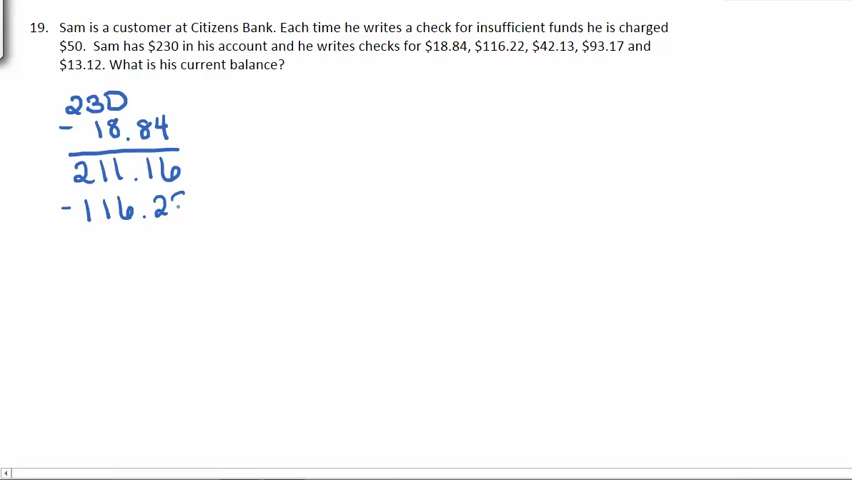 19. Sam is a customer at Citizens Bank. Each time he writes a check for insufficient funds he is charged
$50. Sam has $230 in his account and he writes checks for $18.84, $116.22, $42.13, $93.17 and
$13.12. What is his current balance?
230
- 18.84
211.16
- 116.2